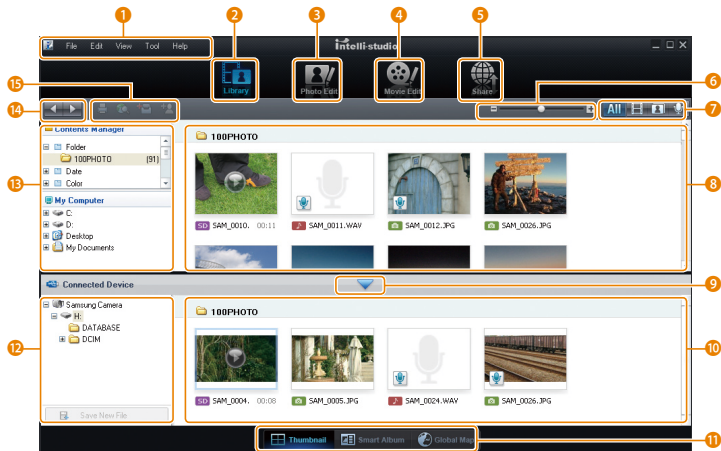 1 2 3 4 5
File Edit View Tool Help
Intelli-studio
Library
Photo Edit
Movie Edit
Share
15
6
14
All
7
Contents Manager
Folder
100PHOTO (91)
Date
Color
13
My Computer
C:
D:
Desktop
My Documents
100PHOTO
SD SAM_0010. 00:11
SAM_0011.WAV
SAM_0012.JPG
SAM_0026.JPG
8
Connected Device
9
Samsung Camera
H:
DATABASE
DCIM
12
Save New File
100PHOTO
SD SAM_0004. 00:08
SAM_0005.JPG
SAM_0024.WAV
SAM_0026.JPG
10
Thumbnail
Smart Album
Global Map
11